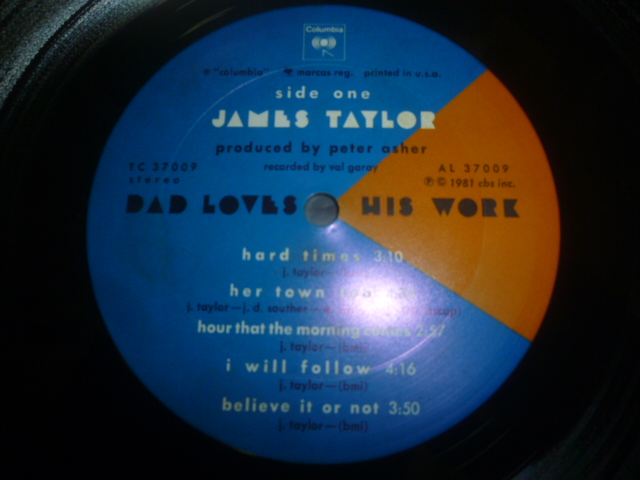 Columbia
℗ "columbia" marcas reg. printed in u.s.a.
side one
JAMES TAYLOR
produced by peter asher
recorded by val garay
TC 37009 AL 37009
stereo ℗ © 1981 cbs inc.
DAD LOVES HIS WORK
hard times 3:10
j. taylor—
her town
j. taylor—j. d. souther—
hour that the morning comes 2:57
j. taylor—(bmi)
i will follow 4:16
j. taylor—(bmi)
believe it or not 3:50
j. taylor—(bmi)